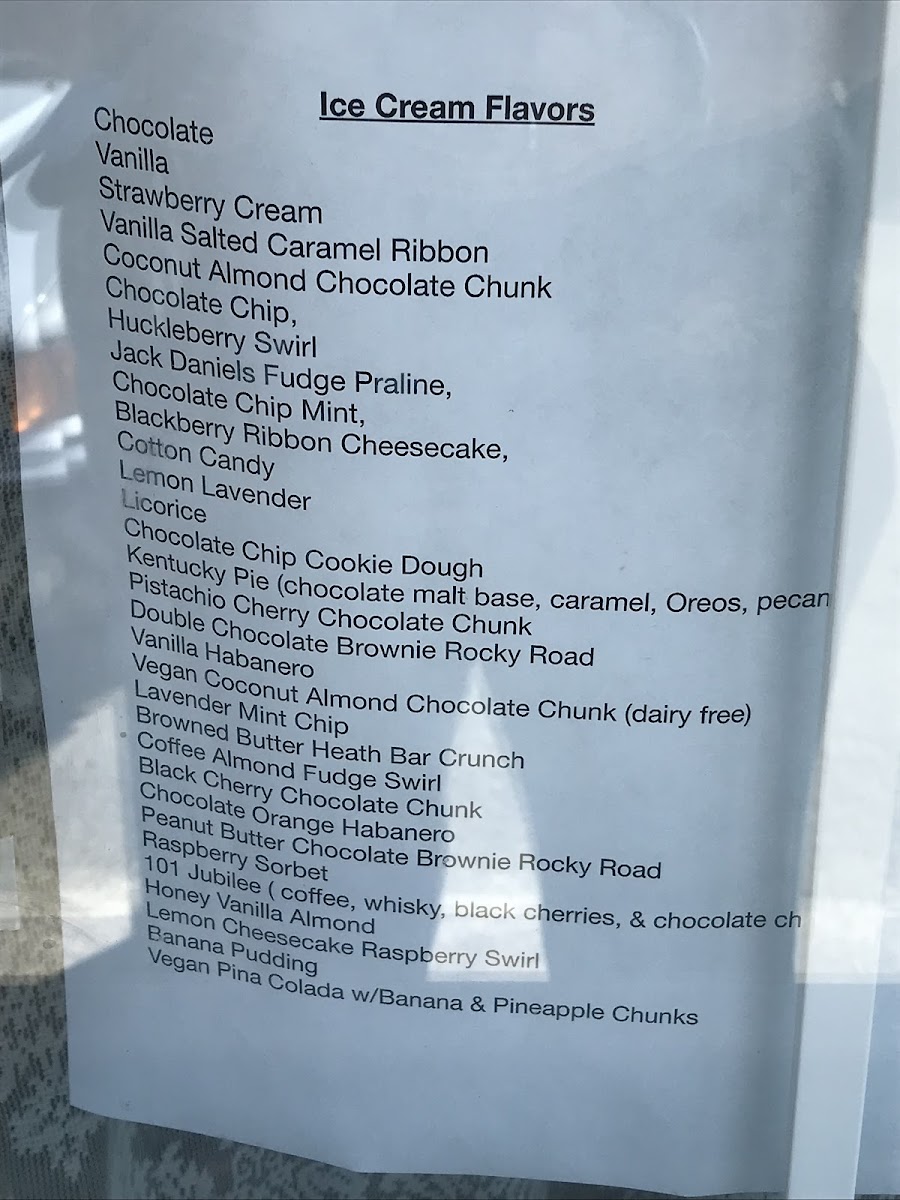 Ice Cream Flavors
Chocolate
Vanilla
Strawberry Cream
Vanilla Salted Caramel Ribbon
Coconut Almond Chocolate Chunk
Chocolate Chip,
Huckleberry Swirl
Jack Daniels Fudge Praline,
Chocolate Chip Mint,
Blackberry Ribbon Cheesecake,
Cotton Candy
Lemon Lavender
Licorice
Chocolate Chip Cookie Dough
Kentucky Pie (chocolate malt base, caramel, Oreos, pecan
Pistachio Cherry Chocolate Chunk
Double Chocolate Brownie Rocky Road
Vanilla Habanero
Vegan Coconut Almond Chocolate Chunk (dairy free)
Lavender Mint Chip
Browned Butter Heath Bar Crunch
Coffee Almond Fudge Swirl
Black Cherry Chocolate Chunk
Chocolate Orange Habanero
Peanut Butter Chocolate Brownie Rocky Road
Raspberry Sorbet
101 Jubilee ( coffee, whisky, black cherries, & chocolate ch
Honey Vanilla Almond
Lemon Cheesecake Raspberry Swirl
Banana Pudding
Vegan Pina Colada w/Banana & Pineapple Chunks